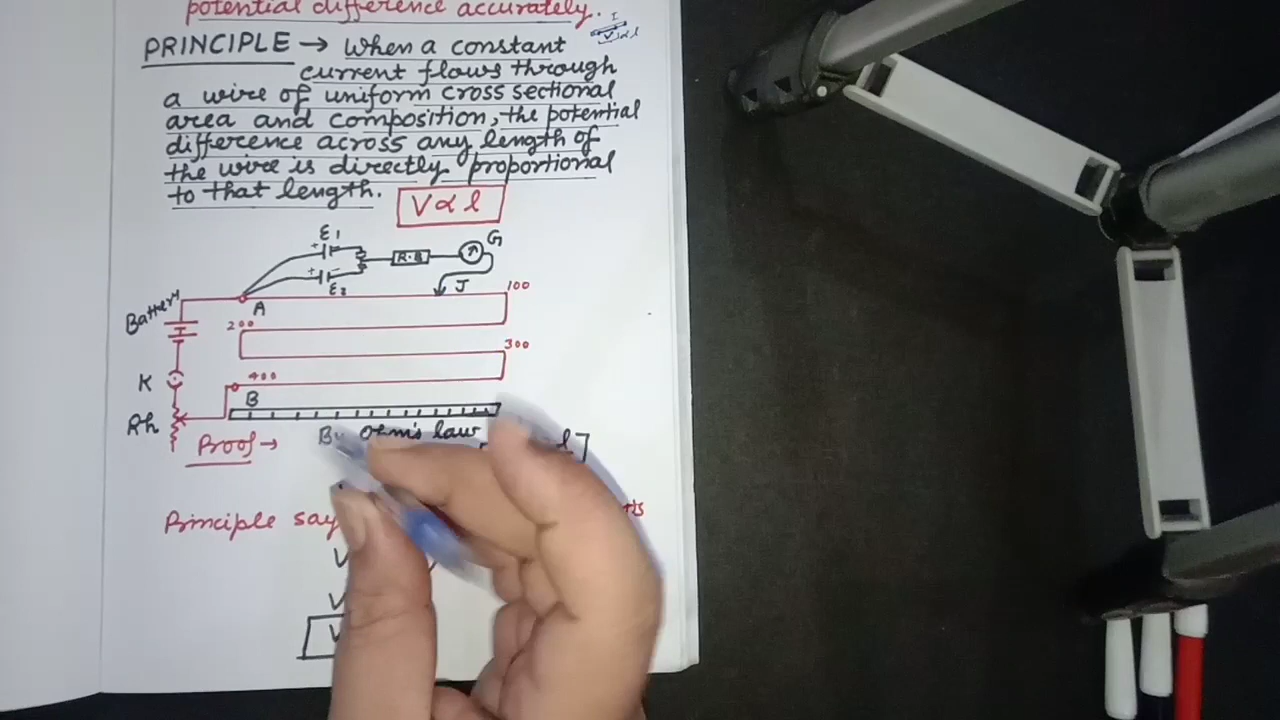 potential difference accurately.
I
V∝l
PRINCIPLE → When a constant
current flows through
a wire of uniform cross sectional
area and composition, the potential
difference across any length of
the wire is directly proportional
to that length.
V∝l
E1
+ -
G
R.B
+ -
E2
J
A
100
Battery
200
300
K
400
B
Rh
Proof →
By Ohm's law
l
Principle say
V
V
V